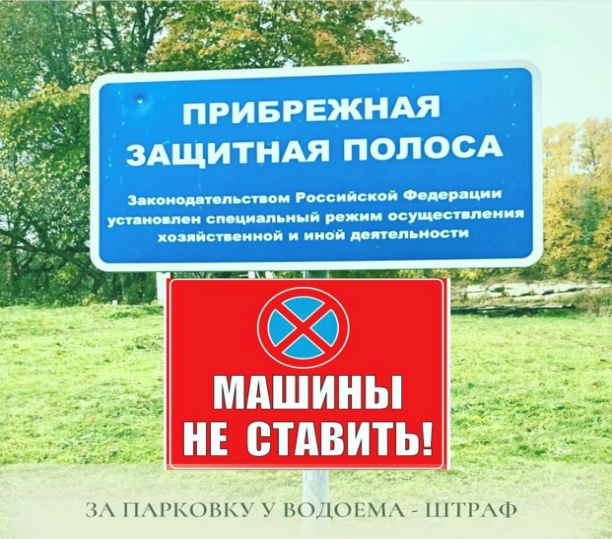 ПРИБРЕЖНАЯ
ЗАЩИТНАЯ ПОЛОСА
Законодательством Российской Федерации
установлен специальный режим осуществления
хозяйственной и иной деятельности
МАШИНЫ
НЕ СТАВИТЬ!
ЗА ПАРКОВКУ У ВОДОЕМА - ШТРАФ